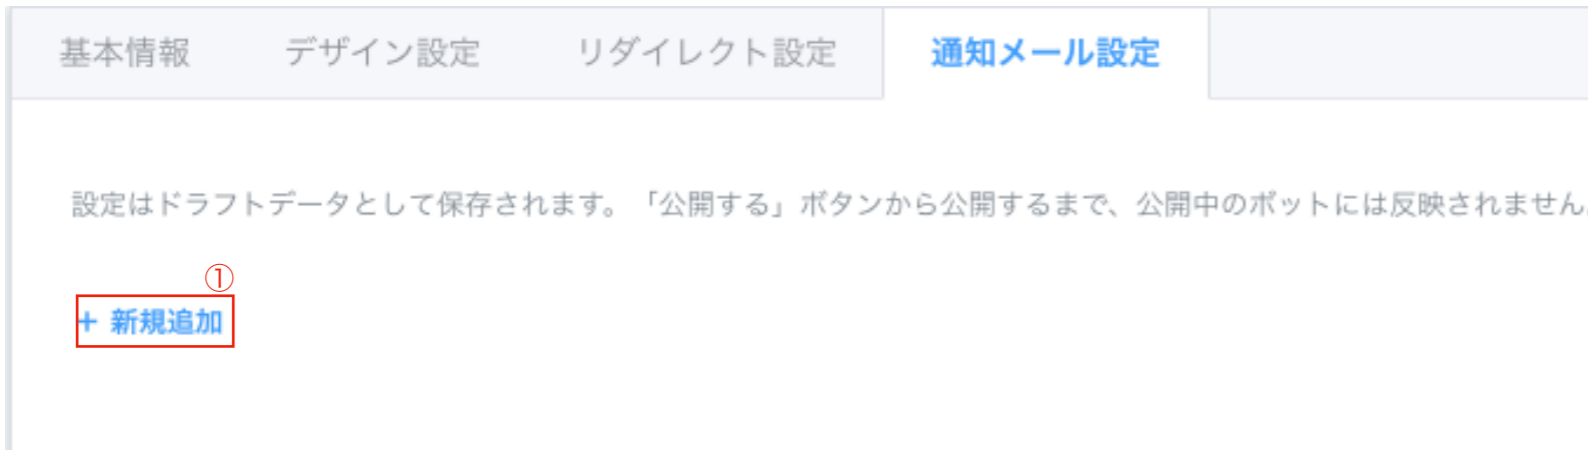 基本情報 デザイン設定 リダイレクト設定 通知メール設定
設定はドラフトデータとして保存されます。「公開する」ボタンから公開するまで、公開中のボットには反映されません。
①
+ 新規追加